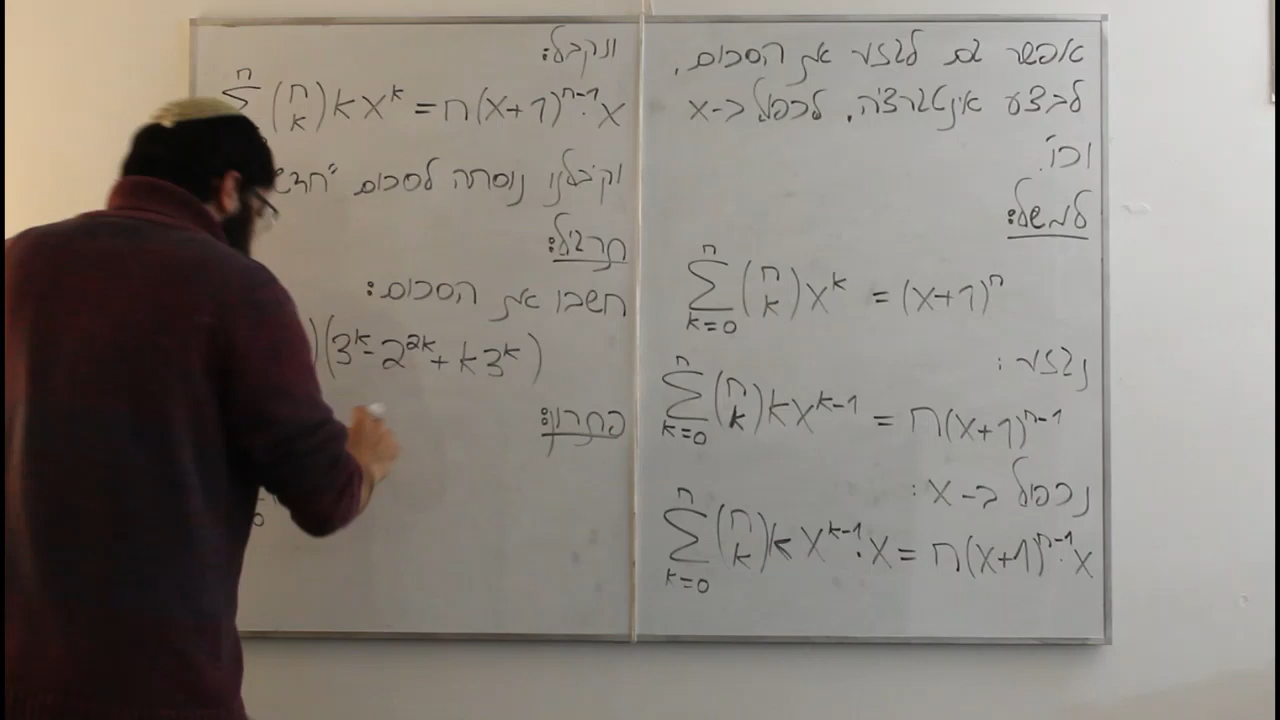 אפשר גם לגזור את הסכום,
לבצע אינטגרציה, לכפול ב-x
וכו'.
למשל:
∑_{k=0}^{n} (n k) x^k = (x+1)^n
נגזור:
∑_{k=0}^{n} (n k) k x^{k-1} = n(x+1)^{n-1}
נכפול ב-x:
∑_{k=0}^{n} (n k) k x^{k-1}·x = n(x+1)^{n-1}·x
ונקבל:
∑^{n} (n k) k x^k = n(x+1)^{n-1}·x
וקיבלנו נוסחה לסכום
תרגיל:
חשבו את הסכום:
)(3^k - 2^{2k} + k3^k)
פתרון: